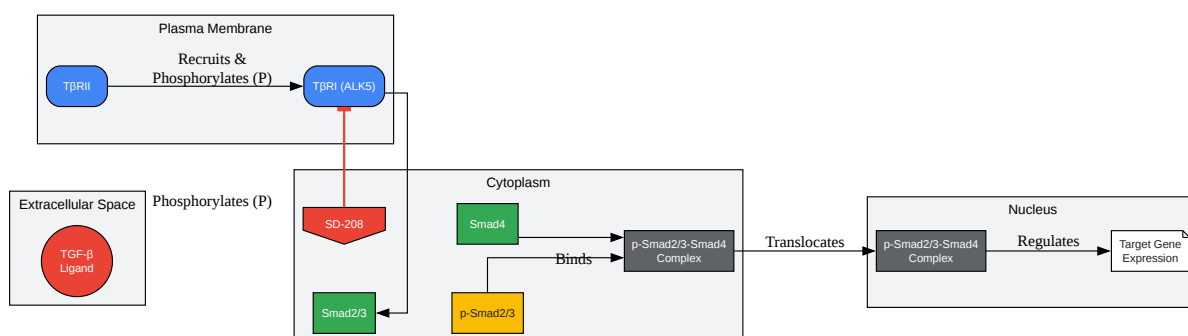 Plasma Membrane
Recruits &
Phosphorylates (P)
TβRII
TβRI (ALK5)
Extracellular Space
TGF-β
Ligand
Phosphorylates (P)
Cytoplasm
SD-208
Smad4
Binds
p-Smad2/3-Smad4
Complex
Smad2/3
p-Smad2/3
Translocates
Nucleus
p-Smad2/3-Smad4
Complex
Regulates
Target Gene
Expression